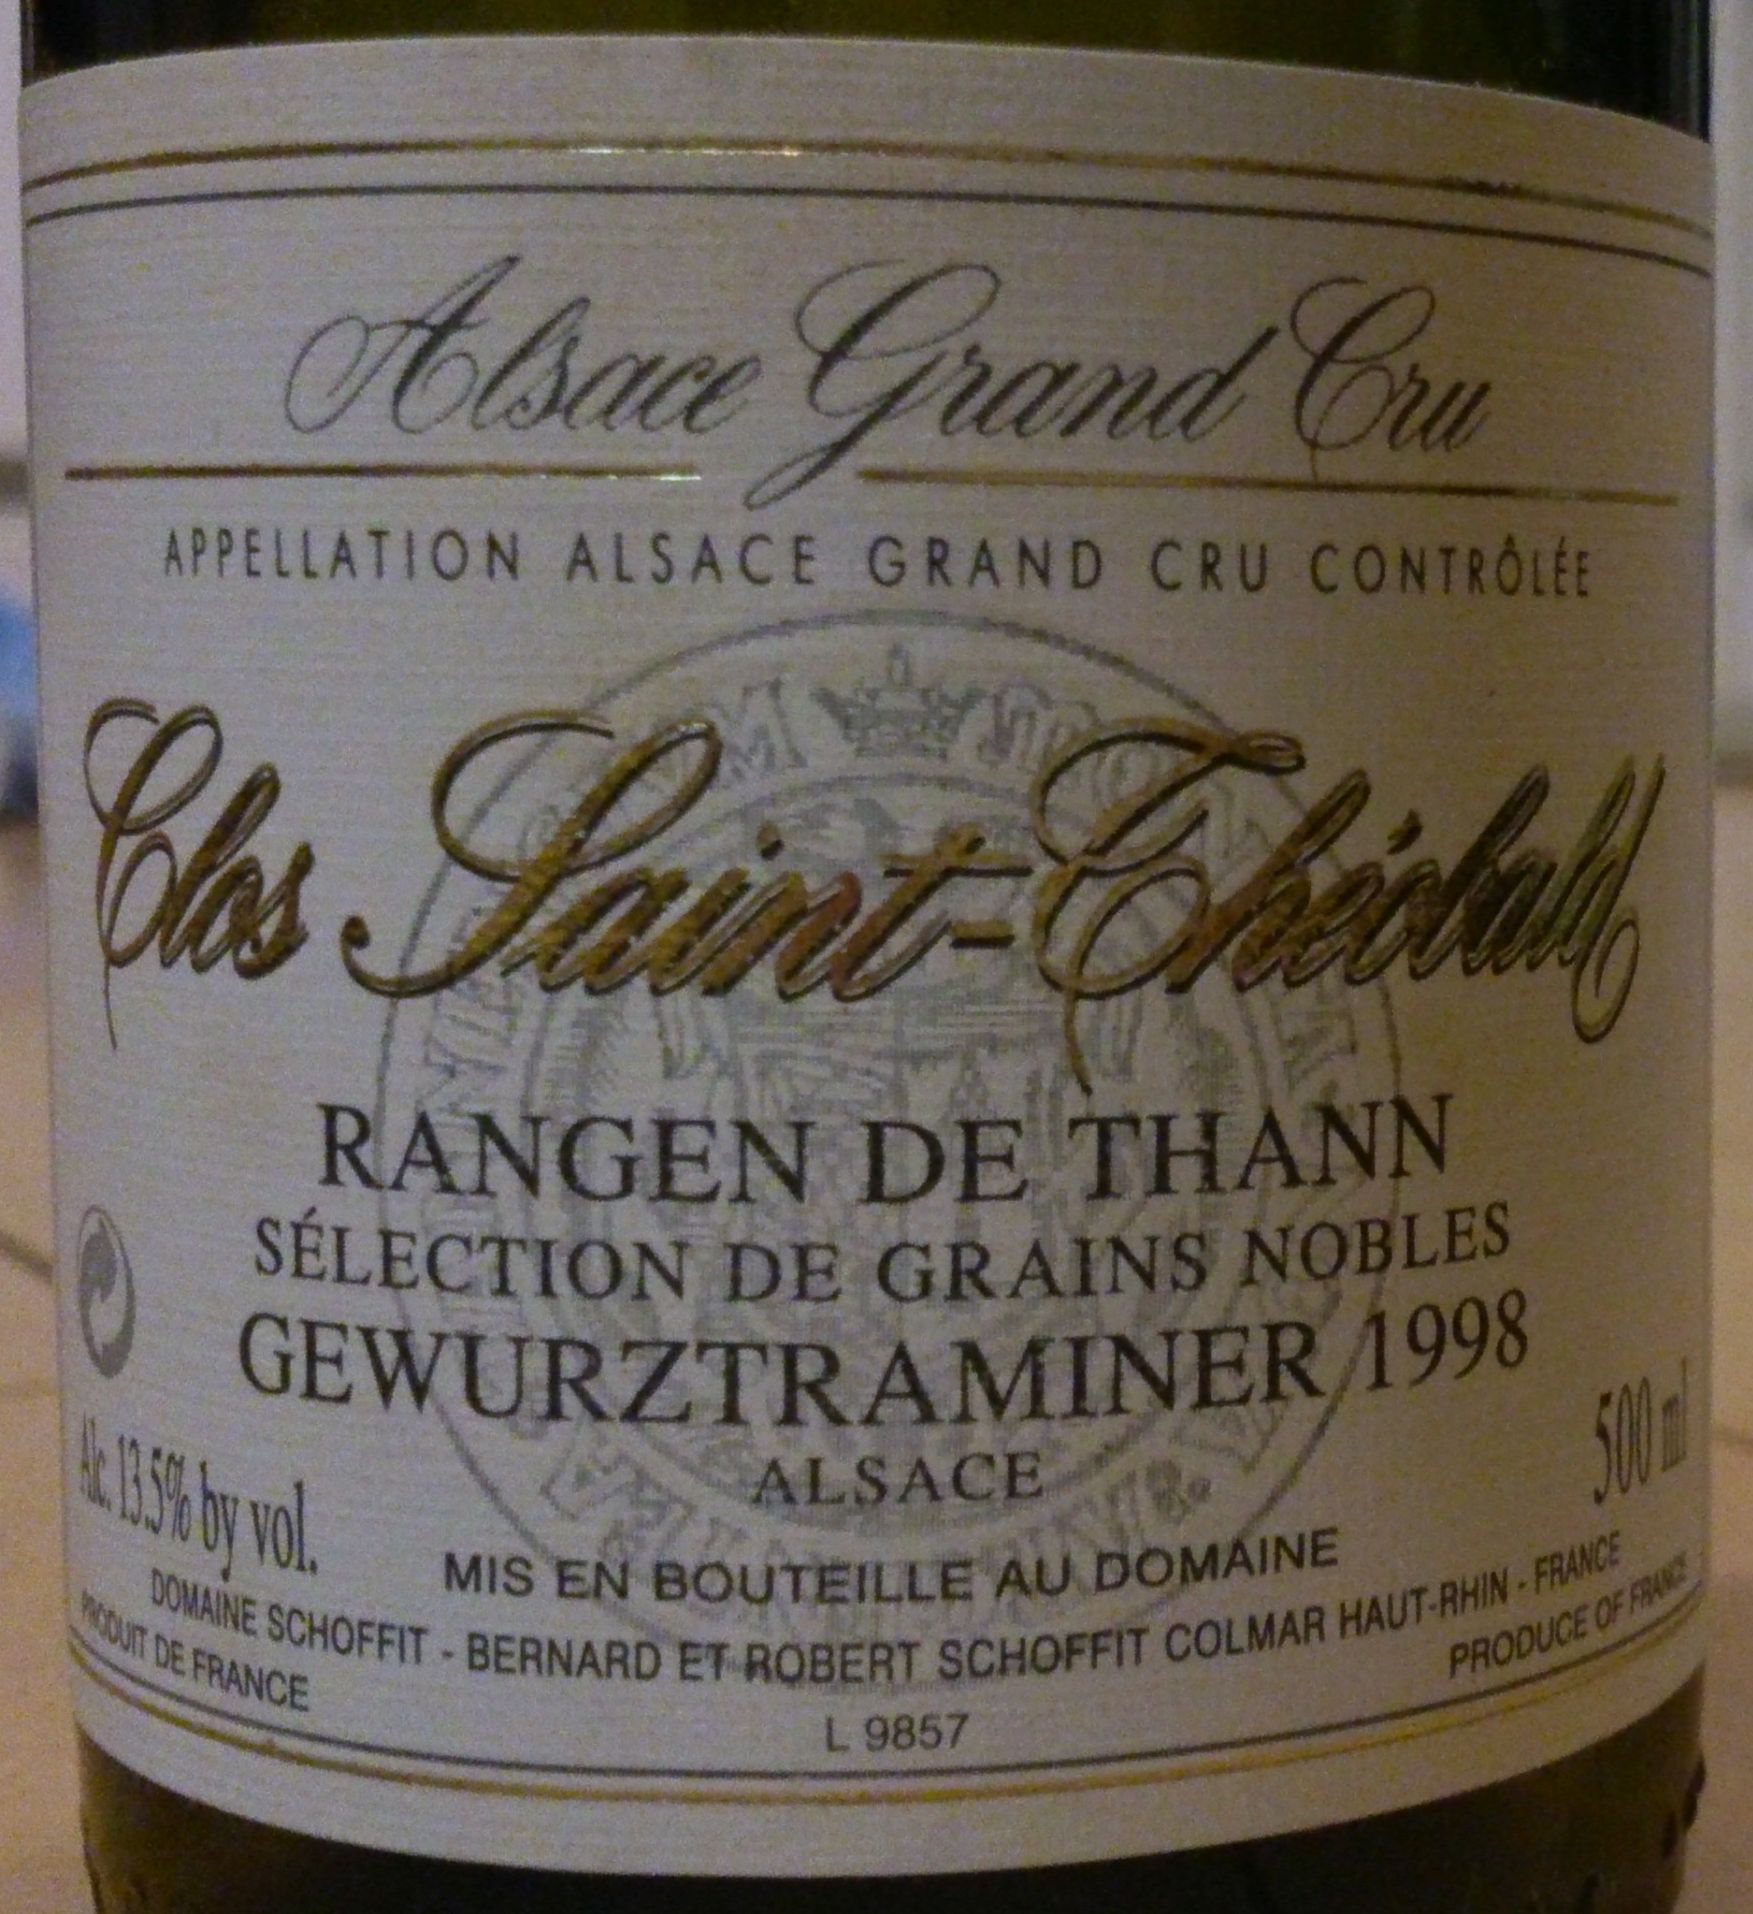 Alsace Grand Cru
APPELLATION ALSACE GRAND CRU CONTRÔLÉE
Clos Saint-Théobald
RANGEN DE THANN
SÉLECTION DE GRAINS NOBLES
GEWURZTRAMINER 1998
ALSACE
Alc. 13.5% by vol.
500 ml
MIS EN BOUTEILLE AU DOMAINE
DOMAINE SCHOFFIT - BERNARD ET ROBERT SCHOFFIT COLMAR HAUT-RHIN - FRANCE
PRODUIT DE FRANCE
PRODUCE OF FRANCE
L 9857